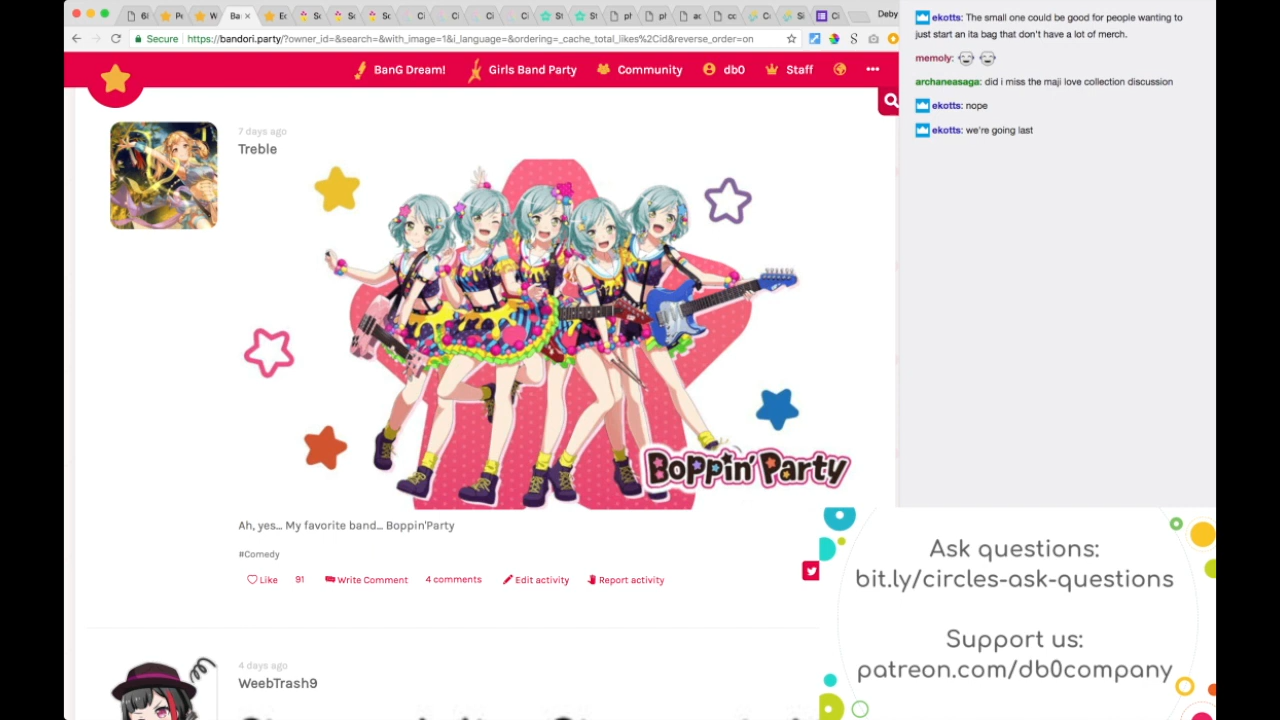 Deby
Secure
https://bandori.party/?owner_id=&search=&with_image=1&i_language=&ordering=_cache_total_likes%2Cid&reverse_order=on
BanG Dream!
Girls Band Party
Community
db0
Staff
7 days ago
Treble
Boppin' Party
Ah, yes... My favorite band... Boppin'Party
#Comedy
Like
91
Write Comment
4 comments
Edit activity
Report activity
4 days ago
WeebTrash9
ekotts: The small one could be good for people wanting to
just start an ita bag that don't have a lot of merch.
memoly:
archaneasaga: did i miss the maji love collection discussion
ekotts: nope
ekotts: we're going last
Ask questions:
bit.ly/circles-ask-questions
Support us:
patreon.com/db0company